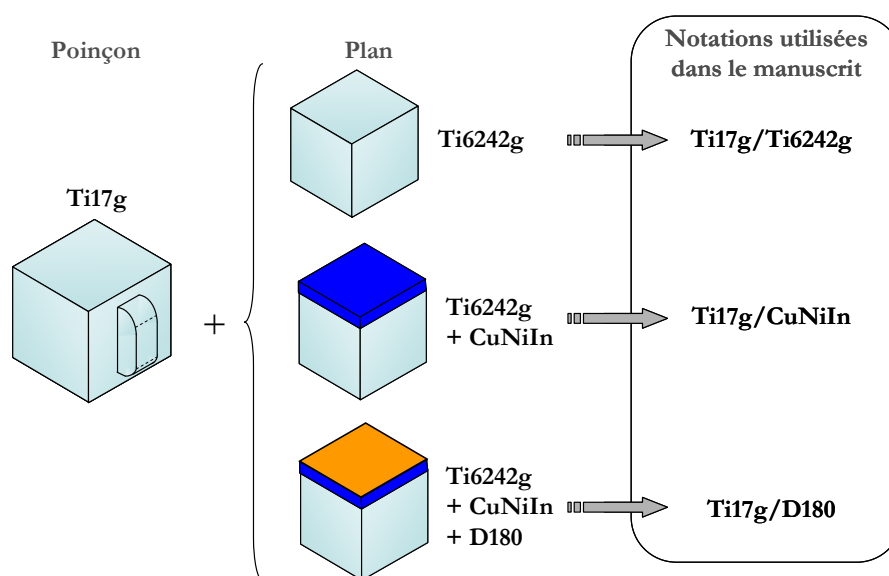 Poinçon
Plan
Notations utilisées
dans le manuscrit
Ti6242g
Ti17g/Ti6242g
Ti17g
+
Ti6242g
+ CuNiIn
Ti17g/CuNiIn
Ti6242g
+ CuNiIn
+ D180
Ti17g/D180